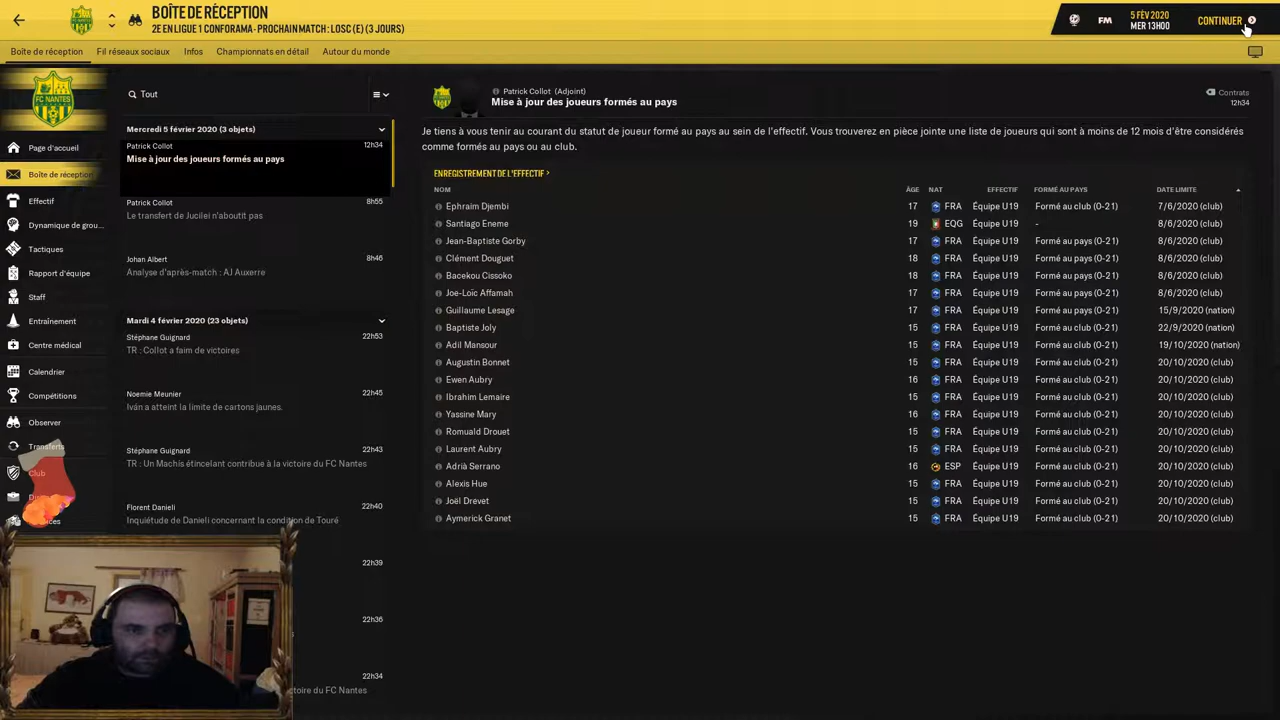 BOÎTE DE RÉCEPTION
2E EN LIGUE 1 CONFORAMA - PROCHAIN MATCH : LOSC (E) (3 JOURS)
FM
5 FÉV 2020
MER 13H00
CONTINUER
Boîte de réception
Fil réseaux sociaux
Infos
Championnats en détail
Autour du monde
FC NANTES
Page d'accueil
Boîte de réception
Effectif
Dynamique de grou...
Tactiques
Rapport d'équipe
Staff
Entraînement
Centre médical
Calendrier
Compétitions
Observer
Transferts
Club
Tout
Mercredi 5 février 2020 (3 objets)
Patrick Collot 12h34
Mise à jour des joueurs formés au pays
Patrick Collot 8h55
Le transfert de Jucilei n'aboutit pas
Johan Albert 8h46
Analyse d'après-match : AJ Auxerre
Mardi 4 février 2020 (23 objets)
Stéphane Guignard 22h53
TR : Collot a faim de victoires
Noemie Meunier 22h45
Iván a atteint la limite de cartons jaunes.
Stéphane Guignard 22h43
TR : Un Machís étincelant contribue à la victoire du FC Nantes
Florent Danieli 22h40
Inquiétude de Danieli concernant la condition de Touré
22h39
22h36
22h34
ctoire du FC Nantes
Patrick Collot (Adjoint)
Mise à jour des joueurs formés au pays
Contrats
12h34
Je tiens à vous tenir au courant du statut de joueur formé au pays au sein de l'effectif. Vous trouverez en pièce jointe une liste de joueurs qui sont à moins de 12 mois d'être considérés
comme formés au pays ou au club.
ENREGISTREMENT DE L'EFFECTIF >
NOM ÂGE NAT EFFECTIF FORMÉ AU PAYS DATE LIMITE
Ephraim Djembi 17 FRA Équipe U19 Formé au club (0-21) 7/6/2020 (club)
Santiago Eneme 19 EQG Équipe U19 - 8/6/2020 (club)
Jean-Baptiste Gorby 17 FRA Équipe U19 Formé au pays (0-21) 8/6/2020 (club)
Clément Douguet 18 FRA Équipe U19 Formé au pays (0-21) 8/6/2020 (club)
Bacekou Cissoko 18 FRA Équipe U19 Formé au pays (0-21) 8/6/2020 (club)
Joe-Loïc Affamah 17 FRA Équipe U19 Formé au pays (0-21) 8/6/2020 (club)
Guillaume Lesage 17 FRA Équipe U19 Formé au pays (0-21) 15/9/2020 (nation)
Baptiste Joly 15 FRA Équipe U19 Formé au club (0-21) 22/9/2020 (nation)
Adil Mansour 15 FRA Équipe U19 Formé au club (0-21) 19/10/2020 (nation)
Augustin Bonnet 15 FRA Équipe U19 Formé au club (0-21) 20/10/2020 (club)
Ewen Aubry 16 FRA Équipe U19 Formé au club (0-21) 20/10/2020 (club)
Ibrahim Lemaire 15 FRA Équipe U19 Formé au club (0-21) 20/10/2020 (club)
Yassine Mary 16 FRA Équipe U19 Formé au club (0-21) 20/10/2020 (club)
Romuald Drouet 15 FRA Équipe U19 Formé au club (0-21) 20/10/2020 (club)
Laurent Aubry 15 FRA Équipe U19 Formé au club (0-21) 20/10/2020 (club)
Adrià Serrano 16 ESP Équipe U19 Formé au club (0-21) 20/10/2020 (club)
Alexis Hue 15 FRA Équipe U19 Formé au club (0-21) 20/10/2020 (club)
Joël Drevet 15 FRA Équipe U19 Formé au club (0-21) 20/10/2020 (club)
Aymerick Granet 15 FRA Équipe U19 Formé au club (0-21) 20/10/2020 (club)